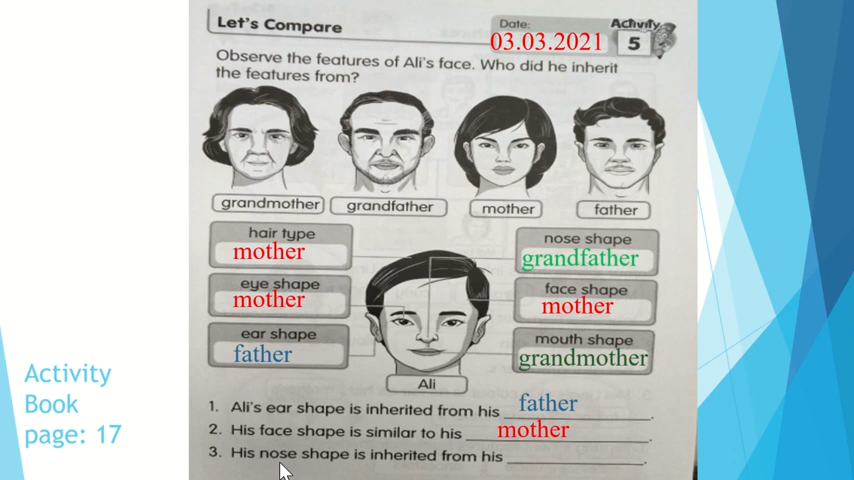 Let's Compare
Date:
03.03.2021
Activity
5
Observe the features of Ali's face. Who did he inherit
the features from?
grandmother
grandfather
mother
father
hair type
mother
eye shape
mother
ear shape
father
nose shape
grandfather
face shape
mother
mouth shape
grandmother
Ali
1. Ali's ear shape is inherited from his father.
2. His face shape is similar to his mother.
3. His nose shape is inherited from his ____________.
Activity
Book
page: 17